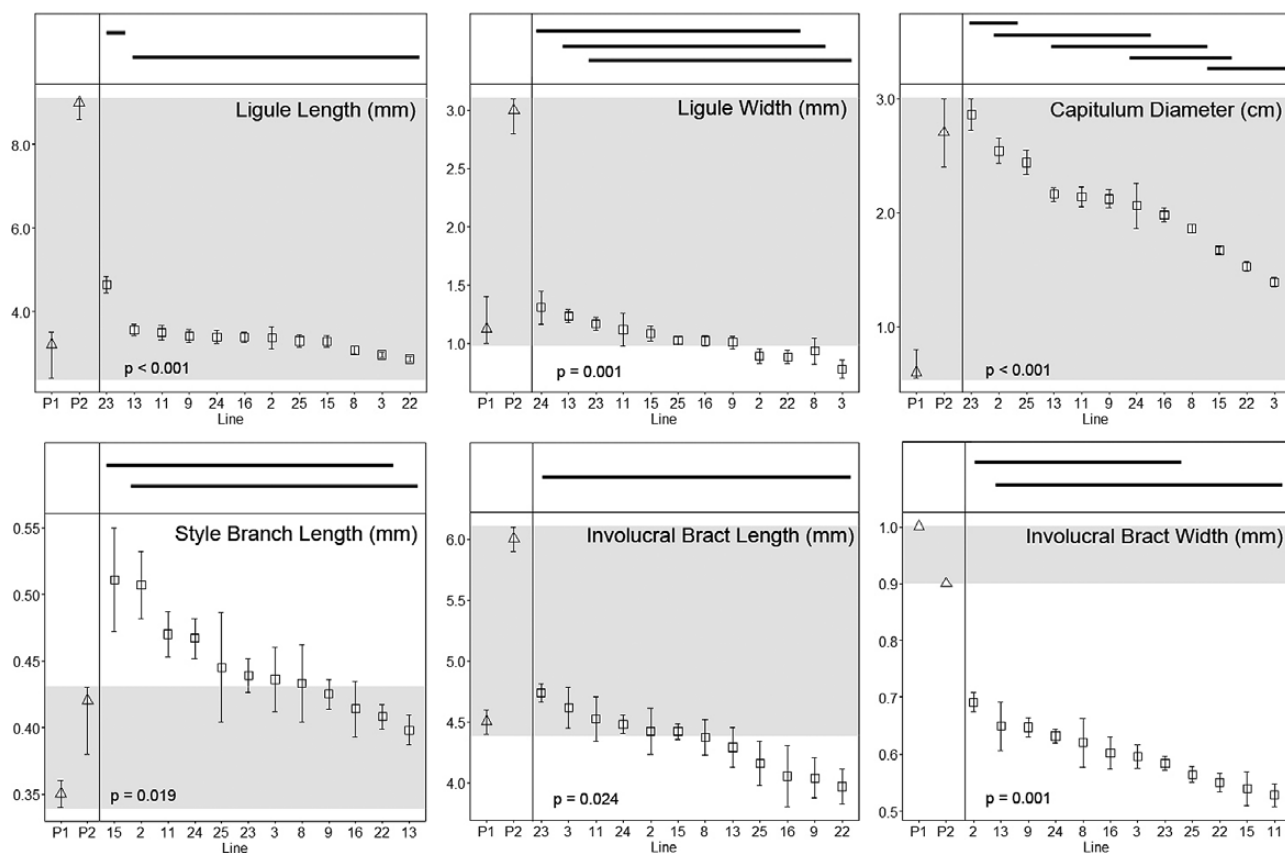 Ligule Length (mm)
8.0
6.0
4.0
p < 0.001
P1 P2 23 13 11 9 24 16 2 25 15 8 3 22
Line
Ligule Width (mm)
3.0
2.5
2.0
1.5
1.0
p = 0.001
P1 P2 24 13 23 11 15 25 16 9 2 22 8 3
Line
Capitulum Diameter (cm)
3.0
2.0
1.0
p < 0.001
P1 P2 23 2 25 13 11 9 24 16 8 15 22 3
Line
Style Branch Length (mm)
0.55
0.50
0.45
0.40
0.35
p = 0.019
P1 P2 15 2 11 24 25 23 3 8 9 16 22 13
Line
Involucral Bract Length (mm)
6.0
5.5
5.0
4.5
4.0
p = 0.024
P1 P2 23 3 11 24 2 15 8 13 25 16 9 22
Line
Involucral Bract Width (mm)
1.0
0.9
0.7
0.6
0.5
p = 0.001
P1 P2 2 13 9 24 8 16 3 23 25 22 15 11
Line